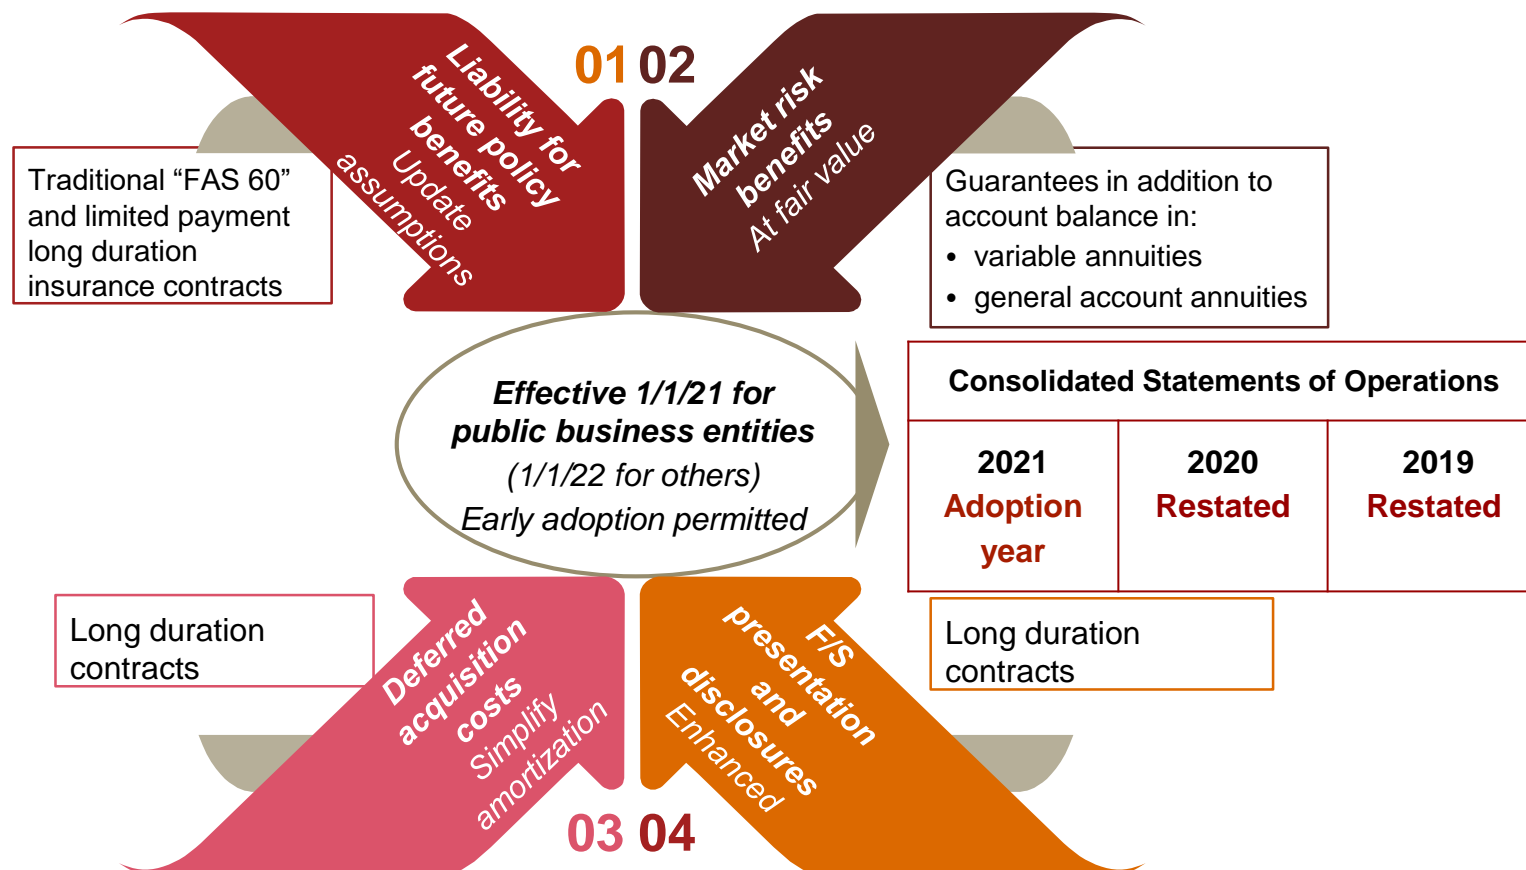 01
Liability for
future policy
benefits
Update
assumptions
02
Market risk
benefits
At fair value
Traditional “FAS 60”
and limited payment
long duration
insurance contracts
Guarantees in addition to
account balance in:
• variable annuities
• general account annuities
Effective 1/1/21 for
public business entities
(1/1/22 for others)
Early adoption permitted
Consolidated Statements of Operations
2021
Adoption
year
2020
Restated
2019
Restated
Long duration
contracts
Deferred
acquisition
costs
Simplify
amortization
03
F/S
presentation
and
disclosures
Enhanced
04
Long duration
contracts